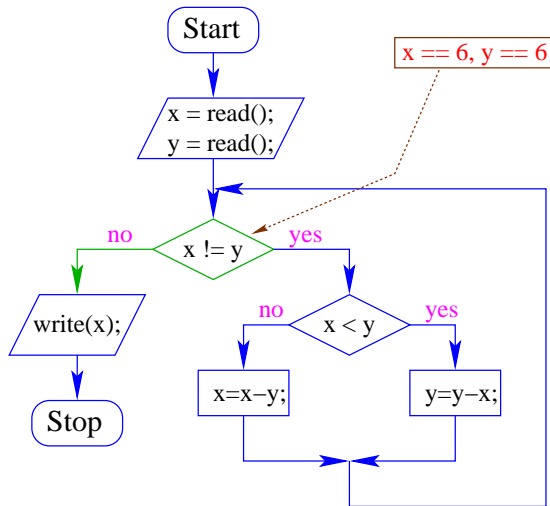 Start
x == 6, y == 6
x = read();
y = read();
no
yes
x != y
write(x);
no
yes
x < y
x=x−y;
y=y−x;
Stop